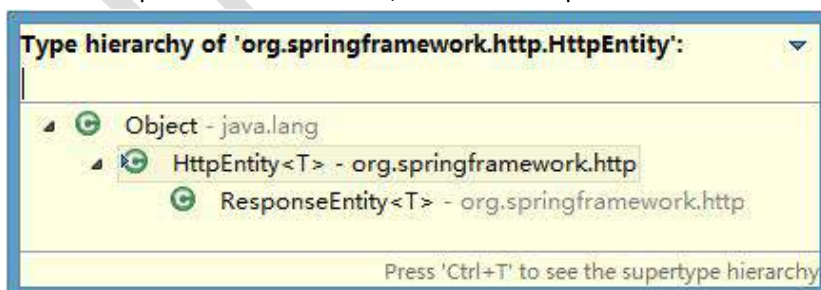 Type hierarchy of 'org.springframework.http.HttpEntity':
Object - java.lang
HttpEntity<T> - org.springframework.http
ResponseEntity<T> - org.springframework.http
Press 'Ctrl+T' to see the supertype hierarchy